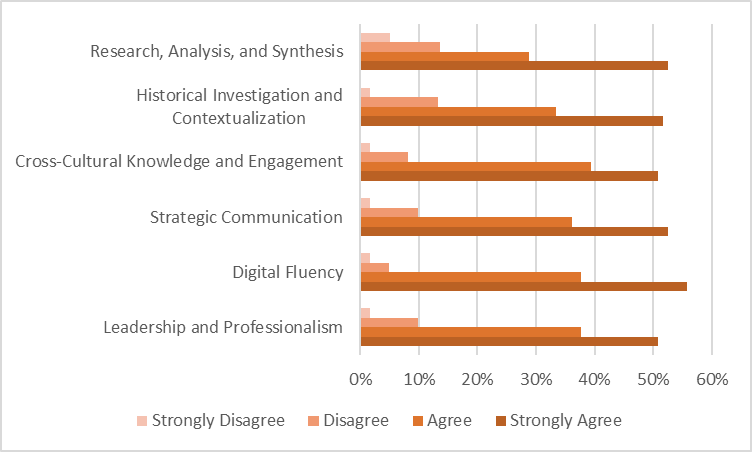 Research, Analysis, and Synthesis
Historical Investigation and
Contextualization
Cross-Cultural Knowledge and Engagement
Strategic Communication
Digital Fluency
Leadership and Professionalism
0% 10% 20% 30% 40% 50% 60%
Strongly Disagree Disagree Agree Strongly Agree